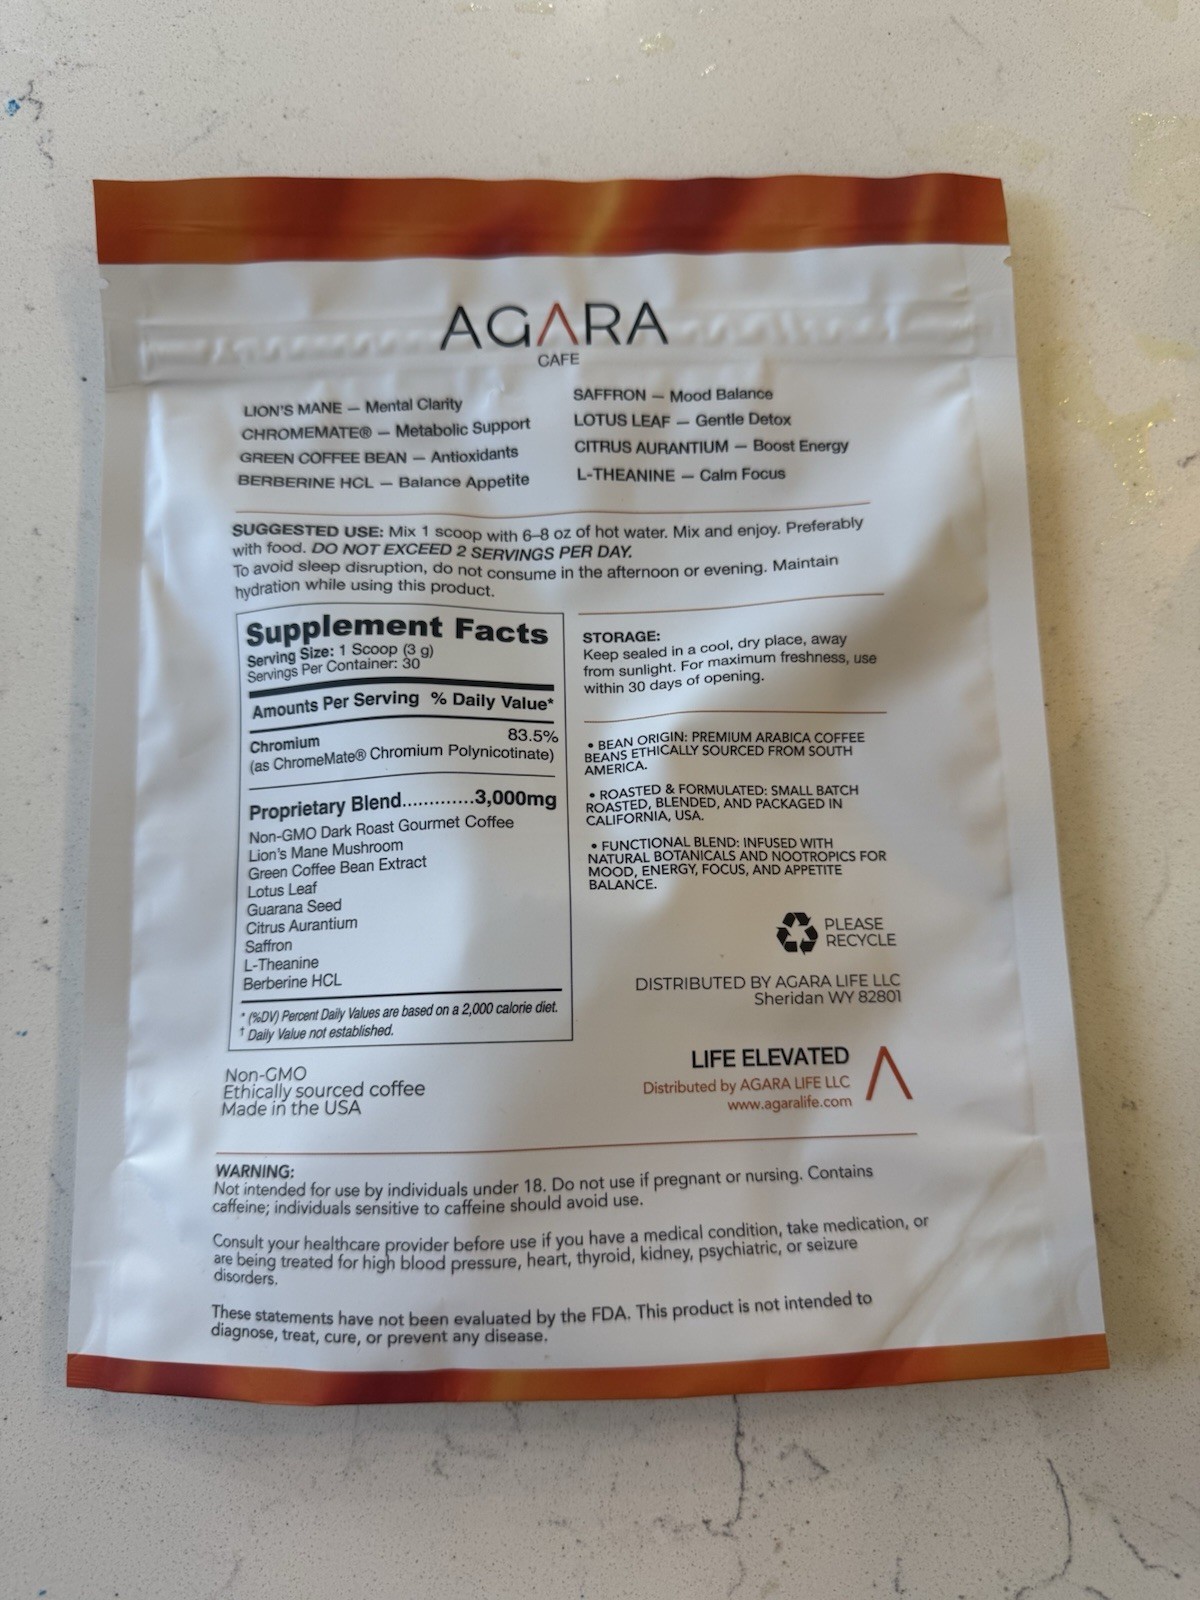 AGARA
CAFE
LION'S MANE — Mental Clarity
CHROMEMATE® — Metabolic Support
GREEN COFFEE BEAN — Antioxidants
BERBERINE HCL — Balance Appetite
SAFFRON — Mood Balance
LOTUS LEAF — Gentle Detox
CITRUS AURANTIUM — Boost Energy
L-THEANINE — Calm Focus
SUGGESTED USE: Mix 1 scoop with 6–8 oz of hot water. Mix and enjoy. Preferably
with food. DO NOT EXCEED 2 SERVINGS PER DAY.
To avoid sleep disruption, do not consume in the afternoon or evening. Maintain
hydration while using this product.
Supplement Facts
Serving Size: 1 Scoop (3 g)
Servings Per Container: 30
Amounts Per Serving % Daily Value*
Chromium 83.5%
(as ChromeMate® Chromium Polynicotinate)
Proprietary Blend.............3,000mg
Non-GMO Dark Roast Gourmet Coffee
Lion's Mane Mushroom
Green Coffee Bean Extract
Lotus Leaf
Guarana Seed
Citrus Aurantium
Saffron
L-Theanine
Berberine HCL
* (%DV) Percent Daily Values are based on a 2,000 calorie diet.
† Daily Value not established.
Non-GMO
Ethically sourced coffee
Made in the USA
STORAGE:
Keep sealed in a cool, dry place, away
from sunlight. For maximum freshness, use
within 30 days of opening.
• BEAN ORIGIN: PREMIUM ARABICA COFFEE
BEANS ETHICALLY SOURCED FROM SOUTH
AMERICA.
• ROASTED & FORMULATED: SMALL BATCH
ROASTED, BLENDED, AND PACKAGED IN
CALIFORNIA, USA.
• FUNCTIONAL BLEND: INFUSED WITH
NATURAL BOTANICALS AND NOOTROPICS FOR
MOOD, ENERGY, FOCUS, AND APPETITE
BALANCE.
PLEASE
RECYCLE
DISTRIBUTED BY AGARA LIFE LLC
Sheridan WY 82801
LIFE ELEVATED
Distributed by AGARA LIFE LLC
www.agaralife.com
WARNING:
Not intended for use by individuals under 18. Do not use if pregnant or nursing. Contains
caffeine; individuals sensitive to caffeine should avoid use.
Consult your healthcare provider before use if you have a medical condition, take medication, or
are being treated for high blood pressure, heart, thyroid, kidney, psychiatric, or seizure
disorders.
These statements have not been evaluated by the FDA. This product is not intended to
diagnose, treat, cure, or prevent any disease.